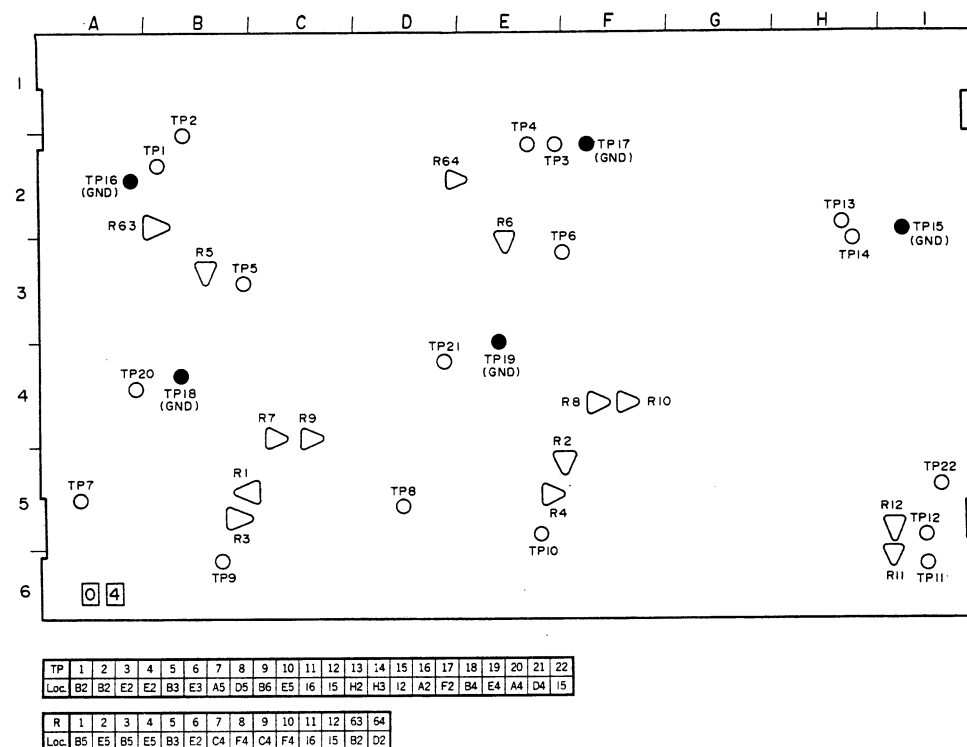 A B C D E F G H I
1
TP2
TP4 TP17
TP1 TP3 (GND)
R64
TP16
(GND)
2
TP13
R63 R6 TP15
TP6 (GND)
R5 TP14
TP5
3
TP21 TP19
(GND)
TP20
TP18
(GND)
4
R8 R10
R7 R9
R2
R1
TP22
TP7 TP8
5
R12
R3 R4 TP12
TP10
TP9 R11 TP11
6
0 4
TP 1 2 3 4 5 6 7 8 9 10 11 12 13 14 15 16 17 18 19 20 21 22
Loc. B2 B2 E2 E2 B3 E3 A5 D5 B6 E5 I6 I5 H2 H3 I2 A2 F2 B4 E4 A4 D4 I5
R 1 2 3 4 5 6 7 8 9 10 11 12 63 64
Loc. B5 E5 B5 E5 B3 E2 C4 F4 C4 F4 I6 I5 B2 D2